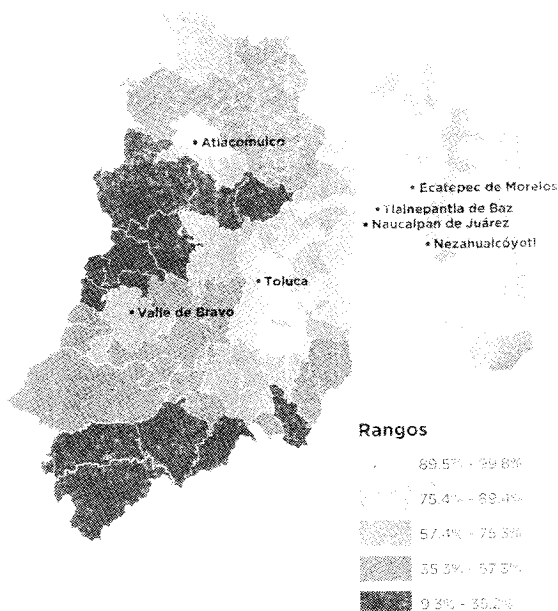 Atlacomulco
Ecatepec de Morelos
Tlalnepantla de Baz
Naucalpan de Juárez
Nezahualcóyotl
Toluca
Valle de Bravo
Rangos
89.5% - 99.8%
75.4% - 89.4%
57.4% - 75.3%
35.3% - 57.3%
9.3% - 35.2%